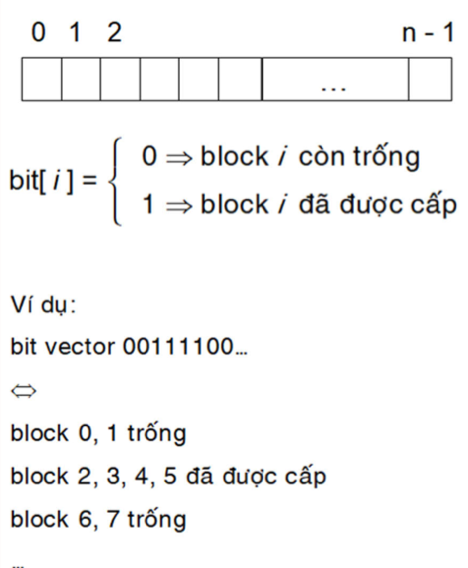 0 1 2 n - 1
...
bit[ i ] = { 0 ⇒ block i còn trống
1 ⇒ block i đã được cấp
Ví dụ:
bit vector 00111100...
⇔
block 0, 1 trống
block 2, 3, 4, 5 đã được cấp
block 6, 7 trống
...